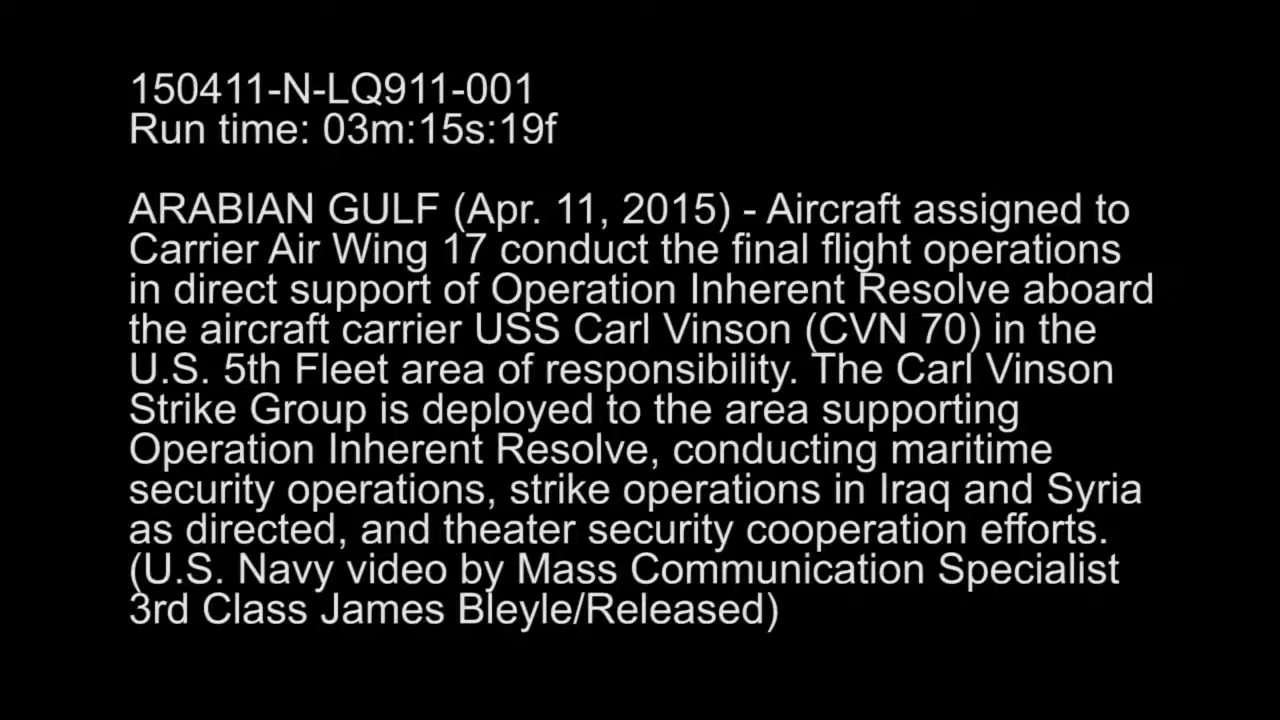 150411-N-LQ911-001
Run time: 03m:15s:19f
ARABIAN GULF (Apr. 11, 2015) - Aircraft assigned to
Carrier Air Wing 17 conduct the final flight operations
in direct support of Operation Inherent Resolve aboard
the aircraft carrier USS Carl Vinson (CVN 70) in the
U.S. 5th Fleet area of responsibility. The Carl Vinson
Strike Group is deployed to the area supporting
Operation Inherent Resolve, conducting maritime
security operations, strike operations in Iraq and Syria
as directed, and theater security cooperation efforts.
(U.S. Navy video by Mass Communication Specialist
3rd Class James Bleyle/Released)